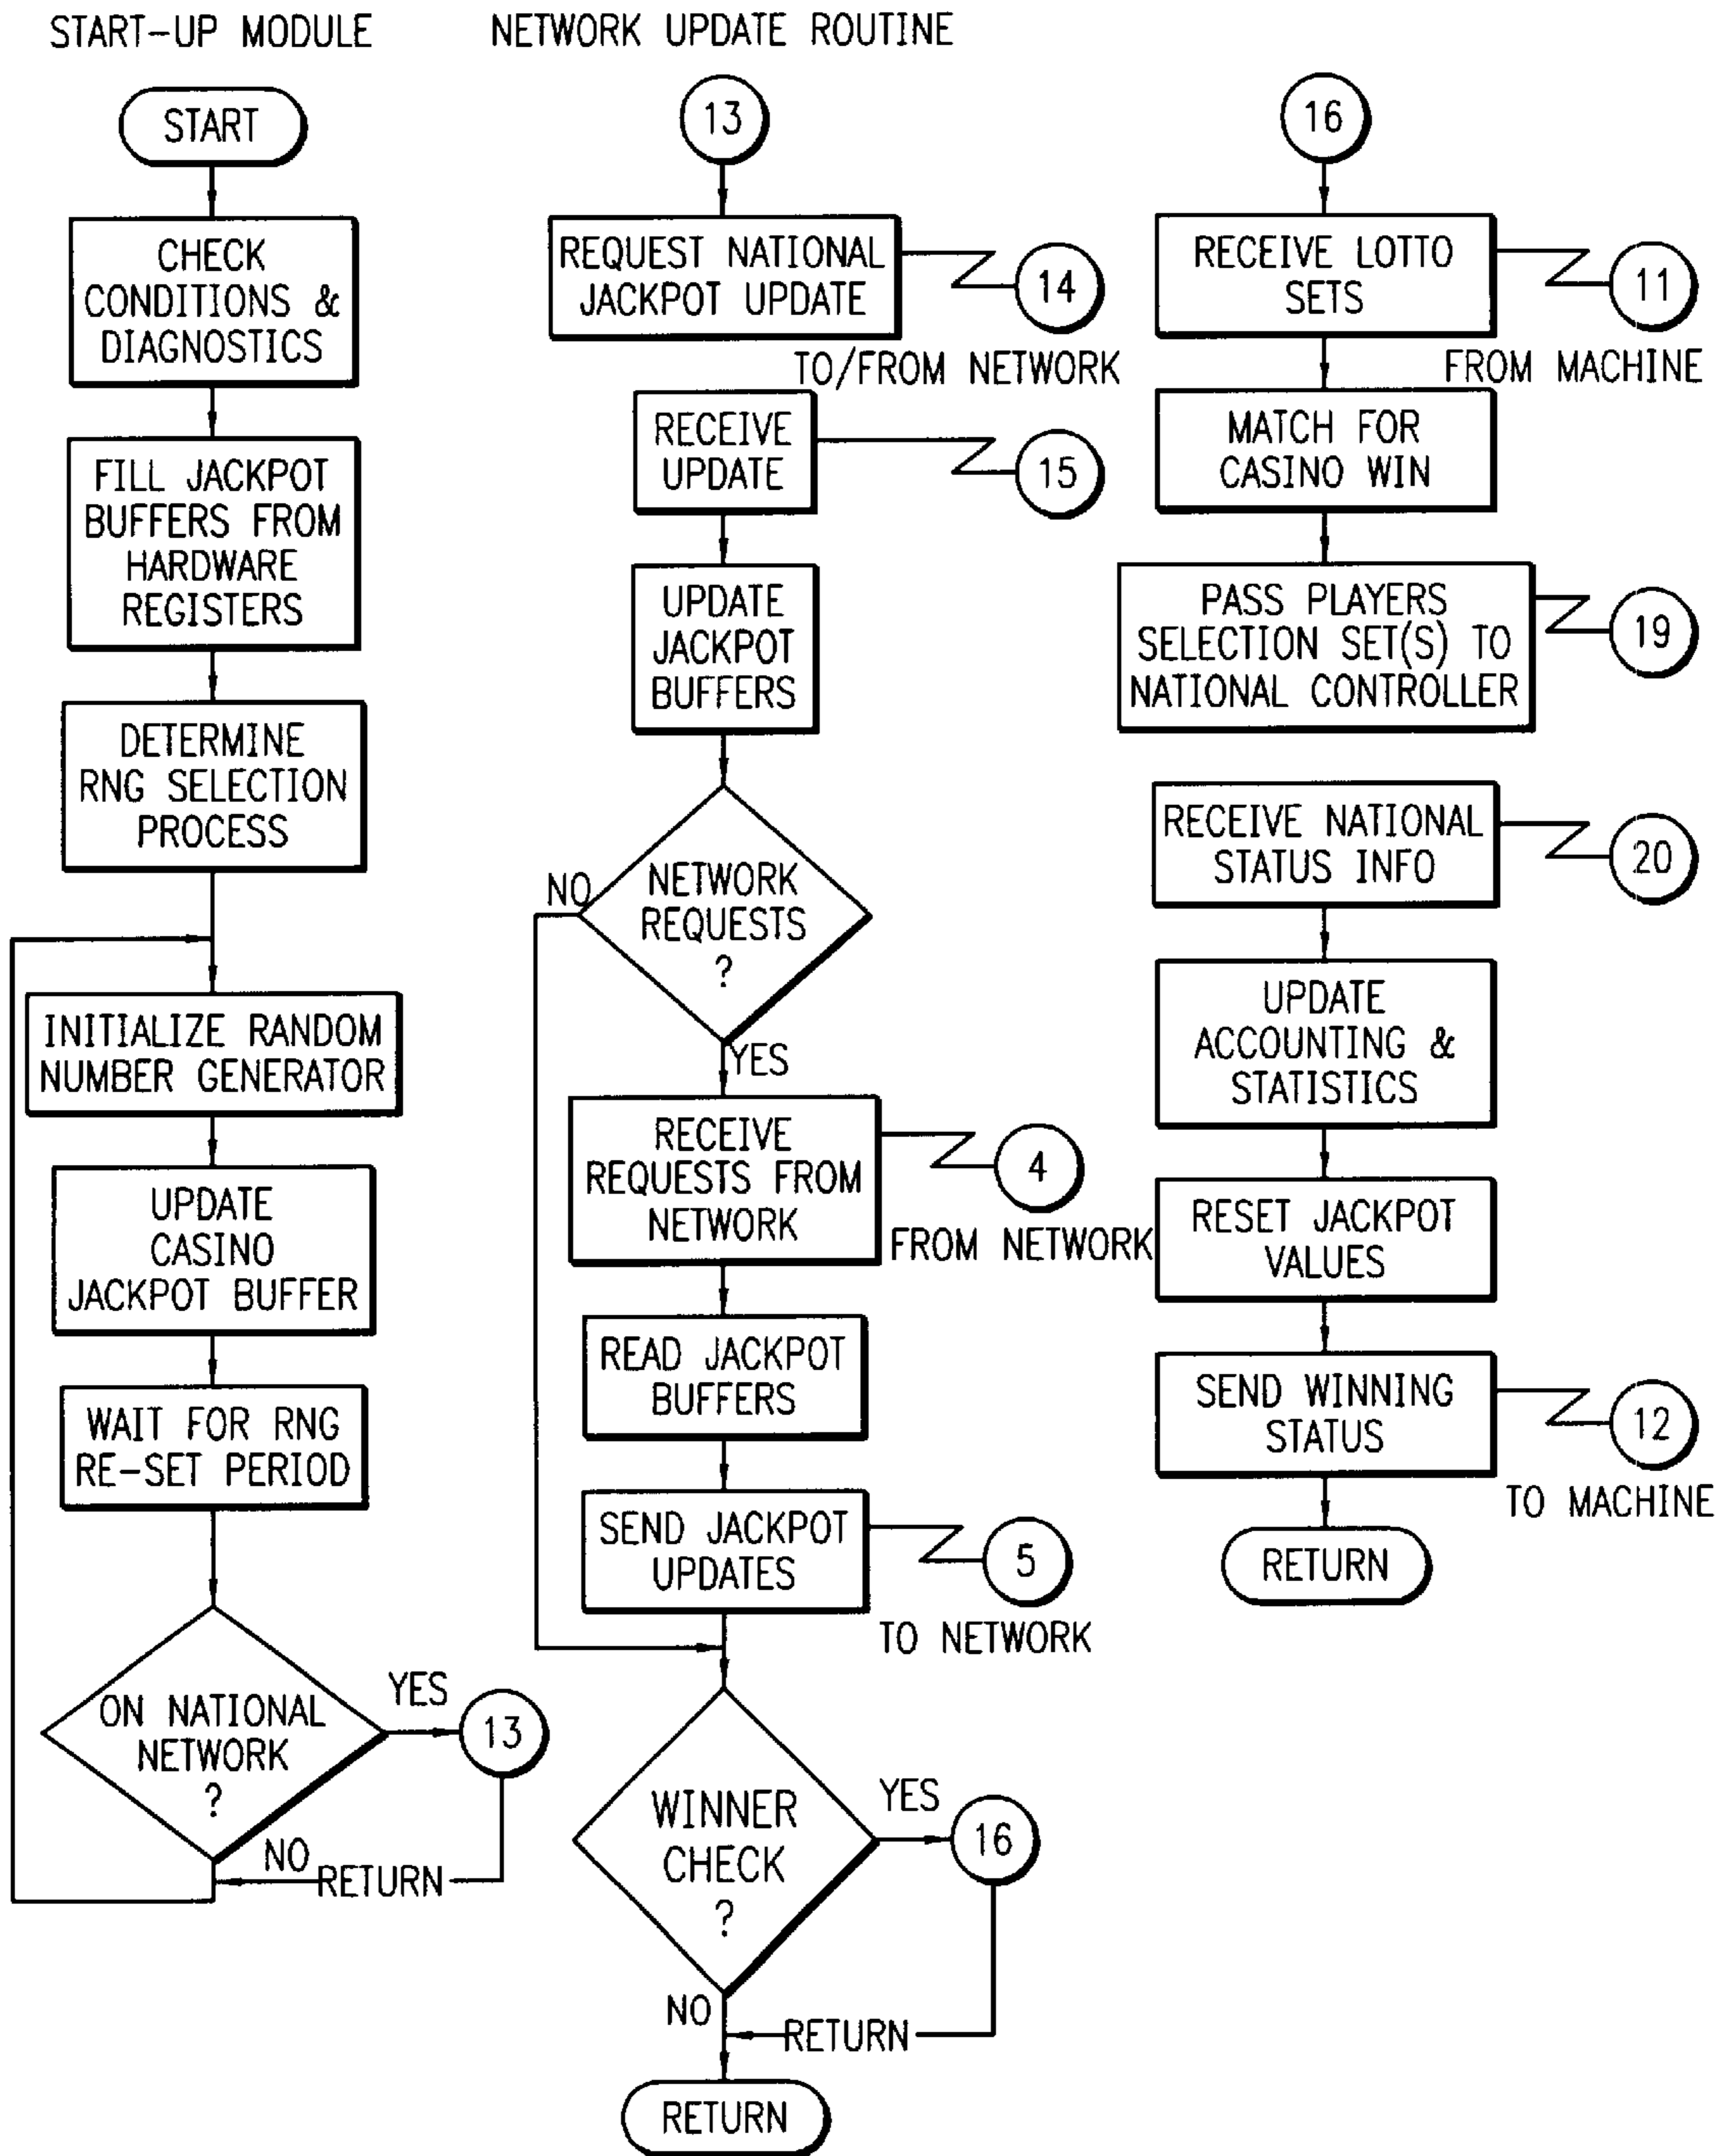 START-UP MODULE
START
CHECK
CONDITIONS &
DIAGNOSTICS
FILL JACKPOT
BUFFERS FROM
HARDWARE
REGISTERS
DETERMINE
RNG SELECTION
PROCESS
INITIALIZE RANDOM
NUMBER GENERATOR
UPDATE
CASINO
JACKPOT BUFFER
WAIT FOR RNG
RE-SET PERIOD
ON NATIONAL
NETWORK
?
YES
13
NO
RETURN
NETWORK UPDATE ROUTINE
13
REQUEST NATIONAL
JACKPOT UPDATE
14
TO/FROM NETWORK
RECEIVE
UPDATE
15
UPDATE
JACKPOT
BUFFERS
NETWORK
REQUESTS
?
NO
YES
RECEIVE
REQUESTS FROM
NETWORK
4
FROM NETWORK
READ JACKPOT
BUFFERS
SEND JACKPOT
UPDATES
5
TO NETWORK
WINNER
CHECK
?
YES
16
NO
RETURN
RETURN
16
RECEIVE LOTTO
SETS
11
FROM MACHINE
MATCH FOR
CASINO WIN
PASS PLAYERS
SELECTION SET(S) TO
NATIONAL CONTROLLER
19
RECEIVE NATIONAL
STATUS INFO
20
UPDATE
ACCOUNTING &
STATISTICS
RESET JACKPOT
VALUES
SEND WINNING
STATUS
12
TO MACHINE
RETURN